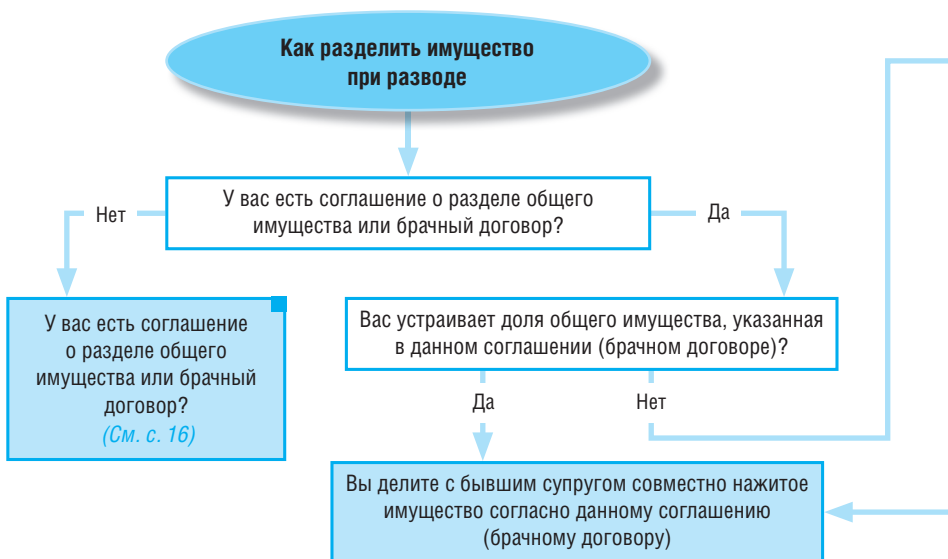 Как разделить имущество
при разводе
У вас есть соглашение о разделе общего
имущества или брачный договор?
Нет
Да
У вас есть соглашение
о разделе общего
имущества или брачный
договор?
(См. с. 16)
Вас устраивает доля общего имущества, указанная
в данном соглашении (брачном договоре)?
Да
Нет
Вы делите с бывшим супругом совместно нажитое
имущество согласно данному соглашению
(брачному договору)